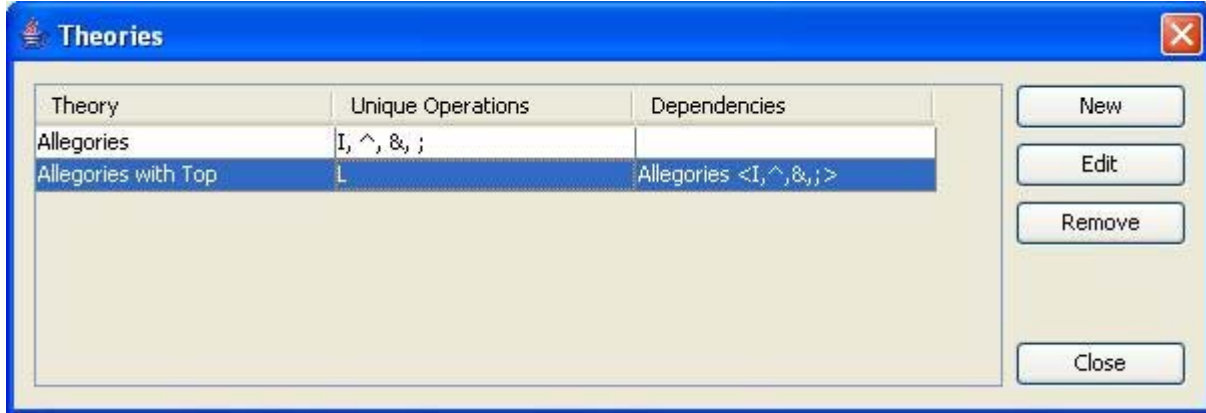 Theories
Theory Unique Operations Dependencies New
Allegories I, ^, &, ;
Allegories with Top L Allegories <I,^,&,;> Edit
Remove
Close